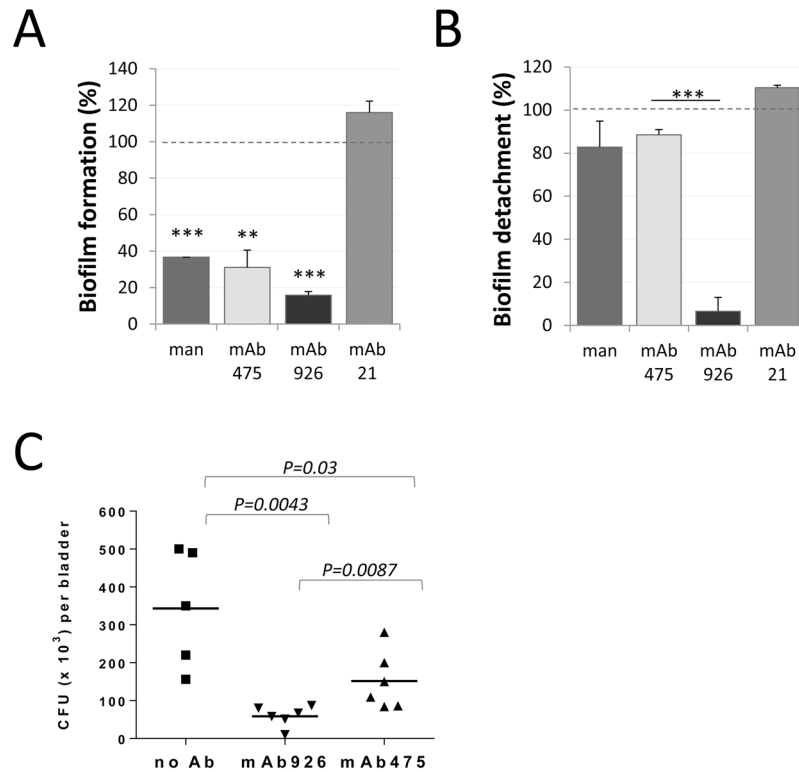 A
Biofilm formation (%)
140
120
100
80
60
40
20
0
***
**
***
man
mAb 475
mAb 926
mAb 21
B
Biofilm detachment (%)
120
100
80
60
40
20
0
***
man
mAb 475
mAb 926
mAb 21
C
CFU (x 10³) per bladder
600
500
400
300
200
100
0
P=0.03
P=0.0043
P=0.0087
no Ab
mAb926
mAb475